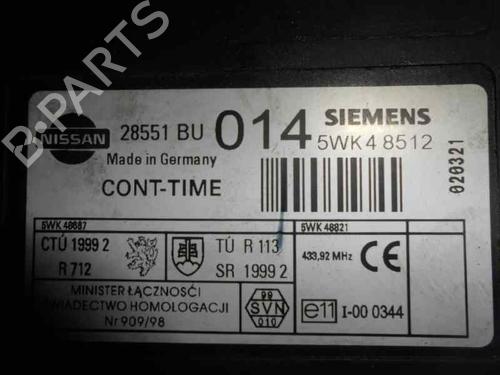 NISSAN
28551 BU 014
SIEMENS
5WK4 8512
Made in Germany
CONT-TIME
020321
5WK 48687
CTÚ 1999 2
R 712
TÚ R 113
SR 1999 2
MINISTER ŁĄCZNOŚCI
ŚWIADECTWO HOMOLOGACJI
Nr 909/98
5WK 48821
433,92 MHz
CE
98
SVN
010
e11
I-00 0344
B-PARTS